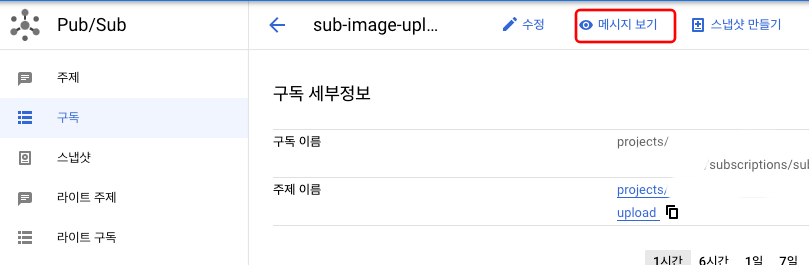 Pub/Sub
sub-image-upl... 수정 메시지 보기 스냅샷 만들기
주제
구독
스냅샷
라이트 주제
라이트 구독
구독 세부정보
구독 이름 projects/
subscriptions/sub
주제 이름 projects/
upload
1시간 6시간 1일 7일